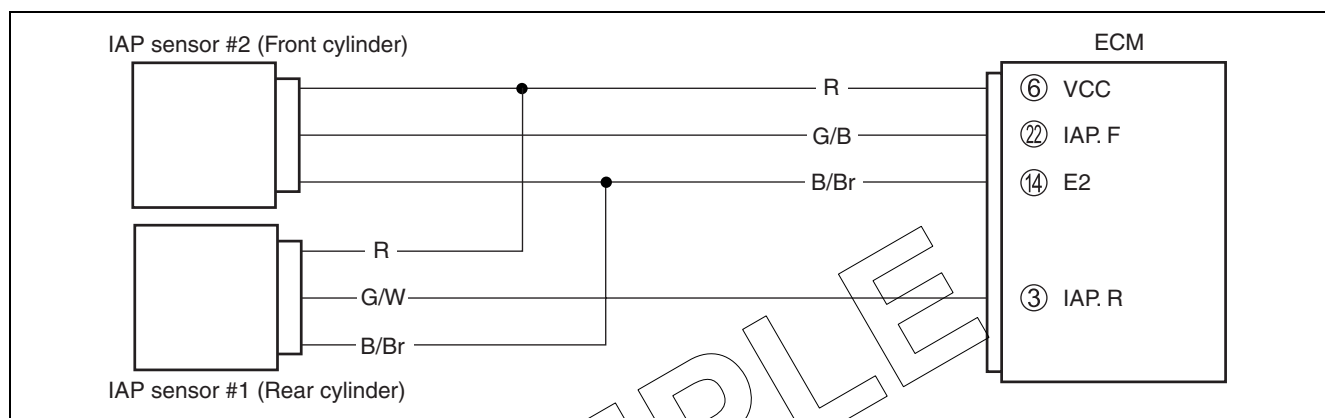 IAP sensor #2 (Front cylinder)
ECM
R
6 VCC
G/B
22 IAP. F
B/Br
14 E2
R
G/W
3 IAP. R
B/Br
IAP sensor #1 (Rear cylinder)
PLE